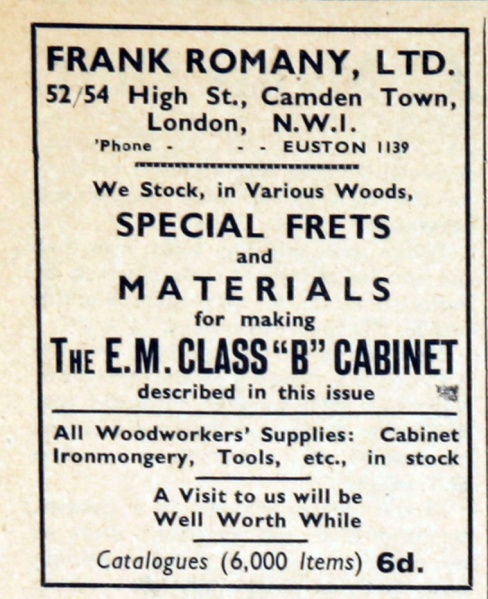 FRANK ROMANY, LTD.
52/54 High St., Camden Town,
London, N.W.I.
'Phone - - - EUSTON 1139
We Stock, in Various Woods,
SPECIAL FRETS
and
MATERIALS
for making
THE E.M. CLASS "B" CABINET
described in this issue
All Woodworkers' Supplies: Cabinet
Ironmongery, Tools, etc., in stock
A Visit to us will be
Well Worth While
Catalogues (6,000 Items) 6d.